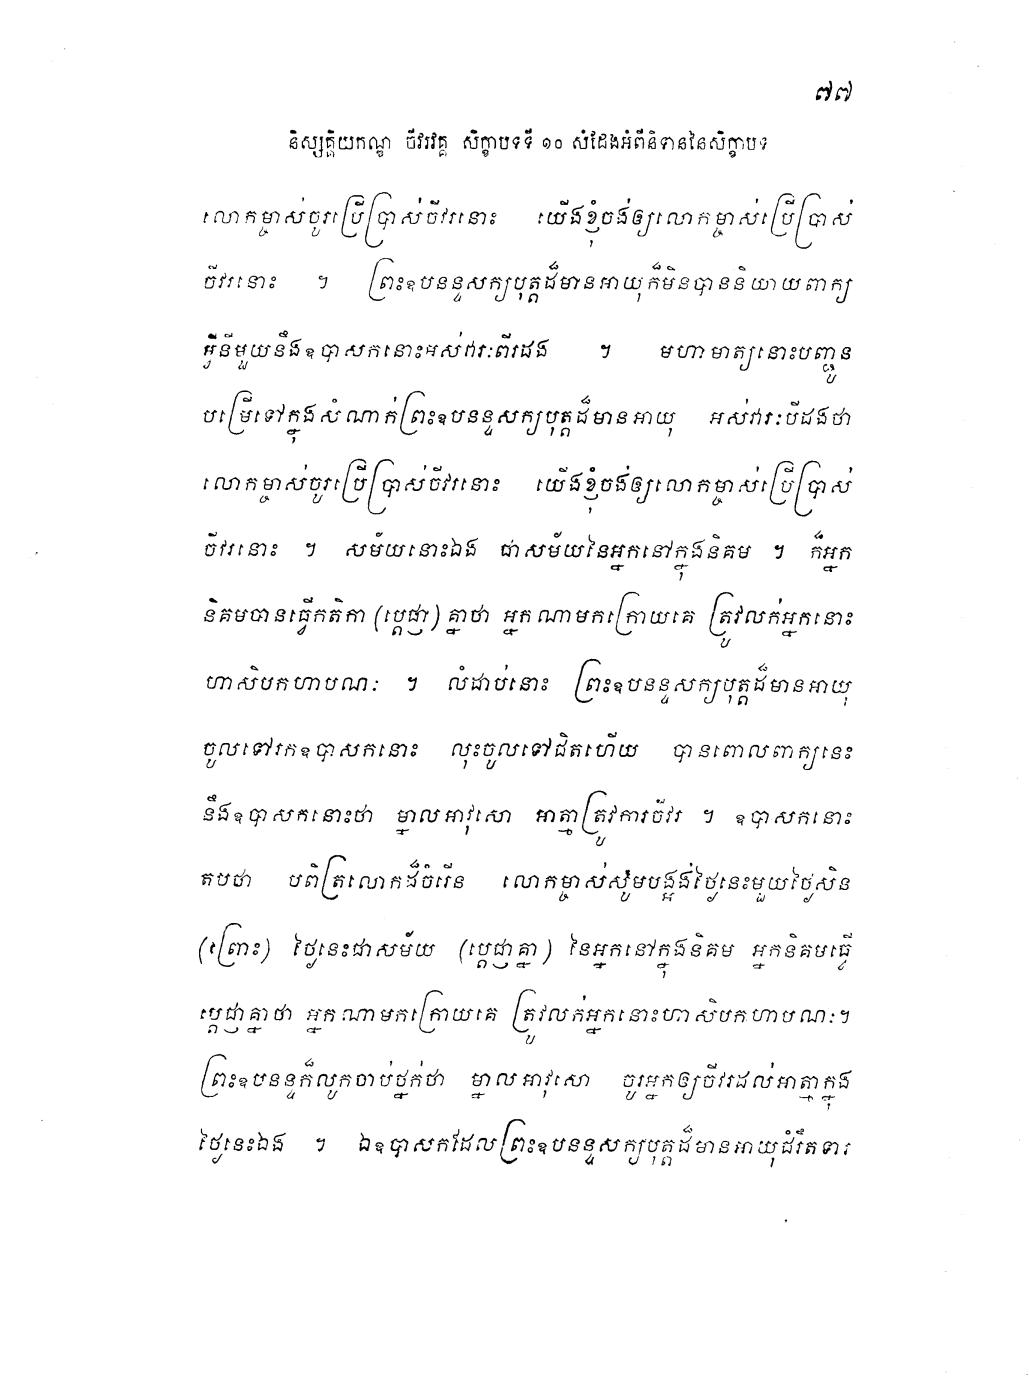 ៧៧
និស្សគ្គិយកណ្ឌ ចីវរវគ្គ សិក្ខាបទទី ១០ សំដែងអំពីនិទាននៃសិក្ខាបទ
លោកម្ចាស់ចូរប្រើប្រាស់ចីវរនោះ យើងខ្ញុំចង់ឲ្យលោកម្ចាស់ប្រើប្រាស់
ចីវរនោះ ។ ព្រះឧបនន្ទសក្យបុត្តដ៏មានអាយុក៏មិនបាននិយាយពាក្យ
អ្វីនីមួយនឹងឧបាសកនោះអស់វារៈពីរដង ។ មហាមាត្យនោះបញ្ជូន
បម្រើទៅក្នុងសំណាក់ព្រះឧបនន្ទសក្យបុត្តដ៏មានអាយុ អស់វារៈបីដងថា
លោកម្ចាស់ចូរប្រើប្រាស់ចីវរនោះ យើងខ្ញុំចង់ឲ្យលោកម្ចាស់ប្រើប្រាស់
ចីវរនោះ ។ សម័យនោះឯង ជាសម័យនៃអ្នកនៅក្នុងនិគម ។ ក៏អ្នក
និគមបានធ្វើកតិកា (ប្តេជ្ញា) គ្នាថា អ្នកណាមកក្រោយគេ ត្រូវលក់អ្នកនោះ
ហាសិបកហាបណៈ ។ លំដាប់នោះ ព្រះឧបនន្ទសក្យបុត្តដ៏មានអាយុ
ចូលទៅរកឧបាសកនោះ លុះចូលទៅជិតហើយ បានពោលពាក្យនេះ
នឹងឧបាសកនោះថា ម្នាលអាវុសោ អាត្មាត្រូវការចីវរ ។ ឧបាសកនោះ
តបថា បពិត្រលោកដ៏ចំរើន លោកម្ចាស់សូមបង្អង់ថ្ងៃនេះមួយថ្ងៃសិន
(ព្រោះ) ថ្ងៃនេះជាសម័យ (ប្តេជ្ញាគ្នា) នៃអ្នកនៅក្នុងនិគម អ្នកនិគមធ្វើ
ប្តេជ្ញាគ្នាថា អ្នកណាមកក្រោយគេ ត្រូវលក់អ្នកនោះហាសិបកហាបណៈ។
ព្រះឧបនន្ទក៏លូកចាប់ថ្នក់ថា ម្នាលអាវុសោ ចូរអ្នកឲ្យចីវរដល់អាត្មាក្នុង
ថ្ងៃនេះឯង ។ ឯឧបាសកដែលព្រះឧបនន្ទសក្យបុត្តដ៏មានអាយុជំរឹតទារ